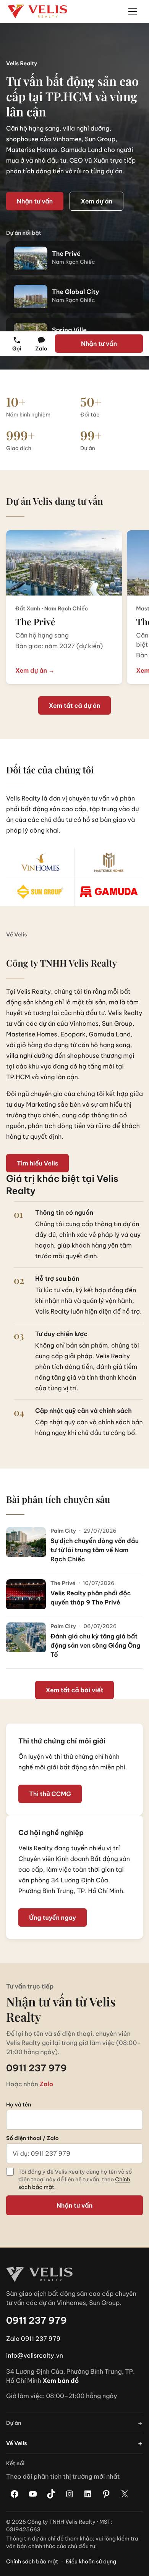 VELIS
REALTY
Velis Realty
Tư vấn bất động sản cao
cấp tại TP.HCM và vùng
lân cận
Căn hộ hạng sang, villa nghỉ dưỡng,
shophouse của Vinhomes, Sun Group,
Masterise Homes, Gamuda Land cho người
mua ở và nhà đầu tư. CEO Vũ Xuân trực tiếp
phân tích dòng tiền và rủi ro từng dự án.
Nhận tư vấn
Xem dự án
Dự án nổi bật
The Privé
Nam Rạch Chiếc
The Global City
Nam Rạch Chiếc
Spring Ville
Gọi
Zalo
Nhận tư vấn
10+
Năm kinh nghiệm
50+
Đối tác
999+
Giao dịch
99+
Dự án
Dự án Velis đang tư vấn
Đất Xanh · Nam Rạch Chiếc
The Privé
Căn hộ hạng sang
Bàn giao: năm 2027 (dự kiến)
Xem dự án →
Xem tất cả dự án
Đối tác của chúng tôi
Velis Realty là đơn vị chuyên tư vấn và phân
phối bất động sản cao cấp, tập trung vào dự
án của các chủ đầu tư có hồ sơ bàn giao và
pháp lý công khai.
VINHOMES
MASTERISE
HOMES
SUN GROUP
GAMUDA
Về Velis
Công ty TNHH Velis Realty
Tại Velis Realty, chúng tôi tin rằng mỗi bất
động sản không chỉ là một tài sản, mà là tâm
huyết và tương lai của nhà đầu tư. Velis Realty
tư vấn các dự án của Vinhomes, Sun Group,
Masterise Homes, Ecopark, Gamuda Land,
với giỏ hàng đa dạng từ căn hộ hạng sang,
villa nghỉ dưỡng đến shophouse thương mại
tại các khu vực đang có hạ tầng mới tại
TP.HCM và vùng lân cận.
Đội ngũ chuyên gia của chúng tôi kết hợp giữa
tư duy Marketing sắc bén và sự am hiểu thị
trường thực chiến, cung cấp thông tin có
nguồn, phân tích dòng tiền và rủi ro để khách
hàng tự quyết định.
Tìm hiểu Velis
Giá trị khác biệt tại Velis
Realty
01
Thông tin có nguồn
Chúng tôi cung cấp thông tin dự án
đầy đủ, chính xác về pháp lý và quy
hoạch, giúp khách hàng yên tâm
trước mỗi quyết định.
02
Hỗ trợ sau bán
Từ lúc tư vấn, ký kết hợp đồng đến
khi nhận nhà và quản lý vận hành,
Velis Realty luôn hiện diện để hỗ trợ.
03
Tư duy chiến lược
Không chỉ bán sản phẩm, chúng tôi
cung cấp giải pháp. Velis Realty
phân tích dòng tiền, đánh giá tiềm
năng tăng giá và tính thanh khoản
của từng vị trí.
04
Cập nhật quỹ căn và chính sách
Cập nhật quỹ căn và chính sách bán
hàng ngay khi chủ đầu tư công bố.
Bài phân tích chuyên sâu
Palm City · 29/07/2026
Sự dịch chuyển dòng vốn đầu
tư từ lõi trung tâm về Nam
Rạch Chiếc
The Privé · 10/07/2026
Velis Realty phân phối độc
quyền tháp 9 The Privé
Palm City · 06/07/2026
Đánh giá chu kỳ tăng giá bất
động sản ven sông Giồng Ông
Tố
Xem tất cả bài viết
Thi thử chứng chỉ môi giới
Ôn luyện và thi thử chứng chỉ hành
nghề môi giới bất động sản miễn phí.
Thi thử CCMG
Cơ hội nghề nghiệp
Velis Realty đang tuyển nhiều vị trí
Chuyên viên Kinh doanh Bất động sản
cao cấp, làm việc toàn thời gian tại
văn phòng 34 Lương Định Của,
Phường Bình Trưng, TP. Hồ Chí Minh.
Ứng tuyển ngay
Tư vấn trực tiếp
Nhận tư vấn từ Velis
Realty
Để lại họ tên và số điện thoại, chuyên viên
Velis Realty gọi lại trong giờ làm việc (08:00–
21:00 hằng ngày).
0911 237 979
Hoặc nhắn Zalo
Họ và tên
Số điện thoại / Zalo
Ví dụ: 0911 237 979
Tôi đồng ý để Velis Realty dùng họ tên và số
điện thoại này để liên hệ tư vấn, theo Chính
sách bảo mật.
Nhận tư vấn
VELIS
REALTY
Sàn giao dịch bất động sản cao cấp chuyên
tư vấn các dự án từ Vinhomes, Sun Group.
0911 237 979
Zalo 0911 237 979
info@velisrealty.vn
34 Lương Định Của, Phường Bình Trưng, TP.
Hồ Chí Minh Xem bản đồ
Giờ làm việc: 08:00–21:00 hằng ngày
Dự án +
Về Velis +
Kết nối
Theo dõi phân tích thị trường mới nhất
© 2026 Công ty TNHH Velis Realty · MST:
0319425663
Thông tin dự án chỉ để tham khảo; vui lòng kiểm tra
văn bản chính thức của chủ đầu tư.
Chính sách bảo mật · Điều khoản sử dụng